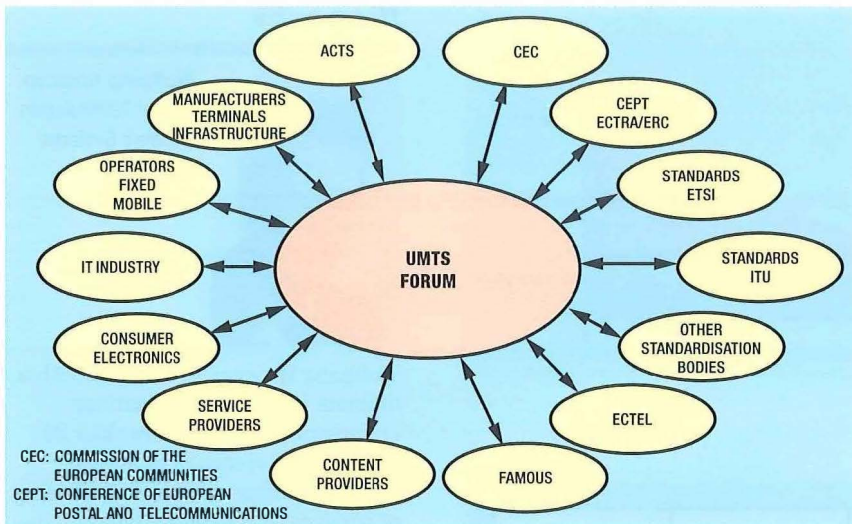 ACTS
CEC
MANUFACTURERS
TERMINALS
INFRASTRUCTURE
CEPT
ECTRA/ERC
OPERATORS
FIXED
MOBILE
STANDARDS
ETSI
UMTS
FORUM
IT INDUSTRY
STANDARDS
ITU
CONSUMER
ELECTRONICS
OTHER
STANDARDISATION
BODIES
SERVICE
PROVIDERS
ECTEL
CONTENT
PROVIDERS
FAMOUS
CEC: COMMISSION OF THE
EUROPEAN COMMUNITIES
CEPT: CONFERENCE OF EUROPEAN
POSTAL AND TELECOMMUNICATIONS